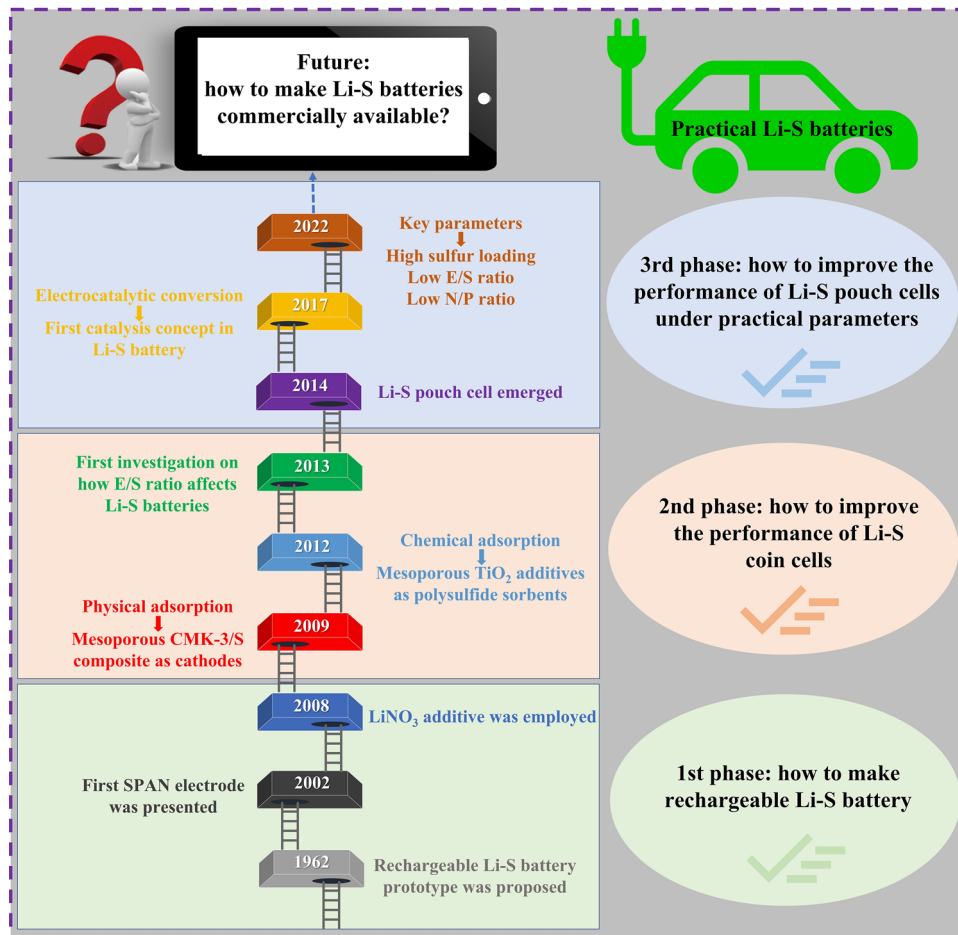 Future:
how to make Li-S batteries
commercially available?
Practical Li-S batteries
2022
Key parameters
High sulfur loading
Low E/S ratio
Low N/P ratio
3rd phase: how to improve the
performance of Li-S pouch cells
under practical parameters
Electrocatalytic conversion
First catalysis concept in
Li-S battery
2017
2014
Li-S pouch cell emerged
First investigation on
how E/S ratio affects
Li-S batteries
2013
2012
Chemical adsorption
Mesoporous TiO₂ additives
as polysulfide sorbents
2nd phase: how to improve
the performance of Li-S
coin cells
Physical adsorption
Mesoporous CMK-3/S
composite as cathodes
2009
2008
LiNO₃ additive was employed
First SPAN electrode
was presented
2002
1st phase: how to make
rechargeable Li-S battery
1962
Rechargeable Li-S battery
prototype was proposed